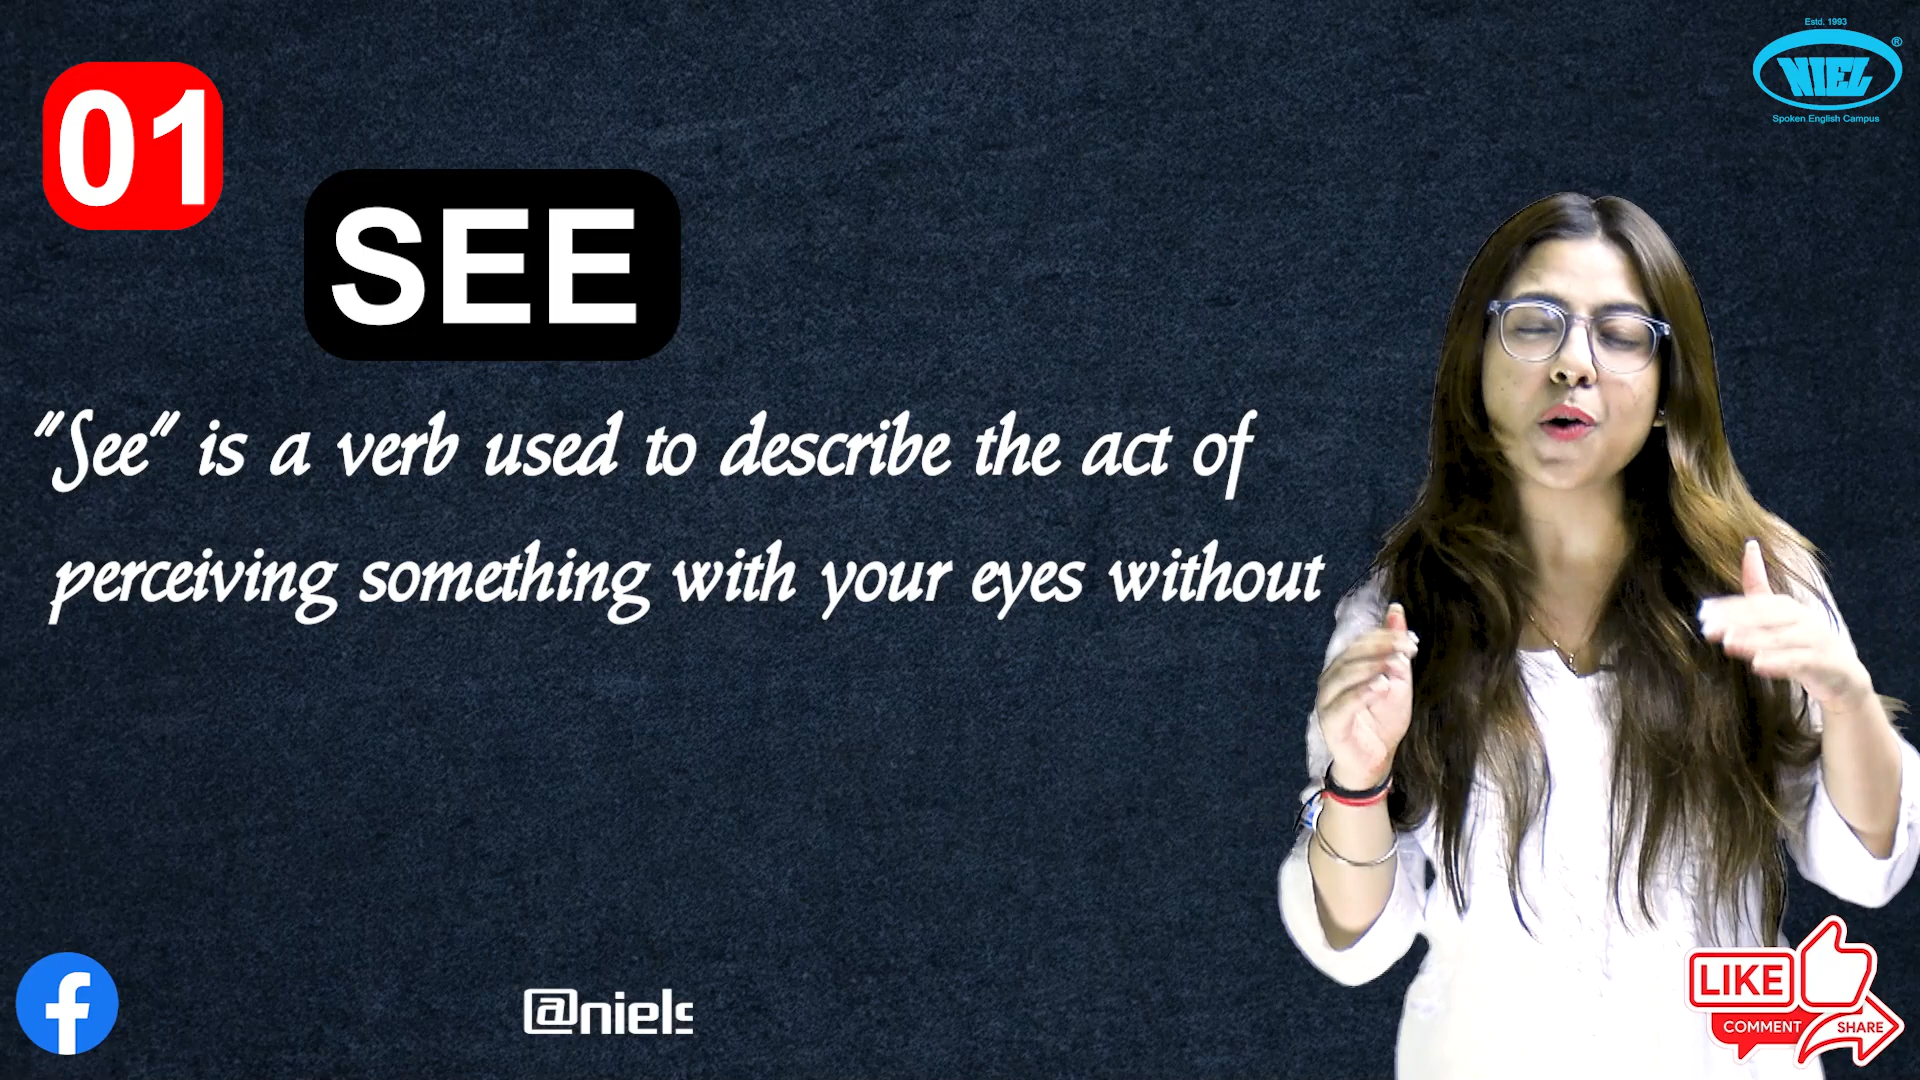 Estd. 1993
NIEL
®
Spoken English Campus
01
SEE
"See" is a verb used to describe the act of
perceiving something with your eyes without
@niels
LIKE
COMMENT
SHARE